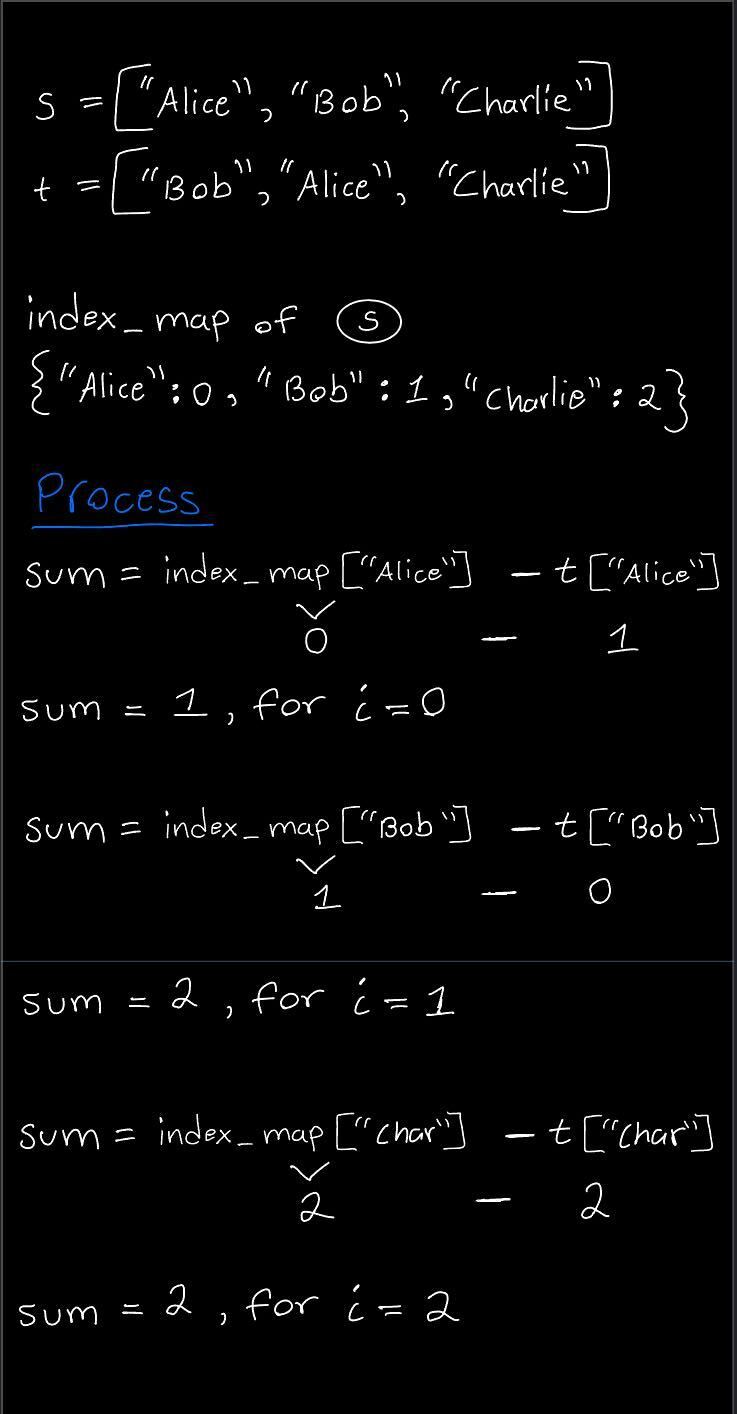 s = ["Alice", "Bob", "Charlie"]
t = ["Bob", "Alice", "Charlie"]
index_map of s
{"Alice": 0, "Bob": 1, "Charlie": 2}
Process
sum = index_map ["Alice"] - t ["Alice"]
0 - 1
sum = 1, for i = 0
sum = index_map ["Bob"] - t ["Bob"]
1 - 0
sum = 2, for i = 1
sum = index_map ["Char"] - t ["Char"]
2 - 2
sum = 2, for i = 2